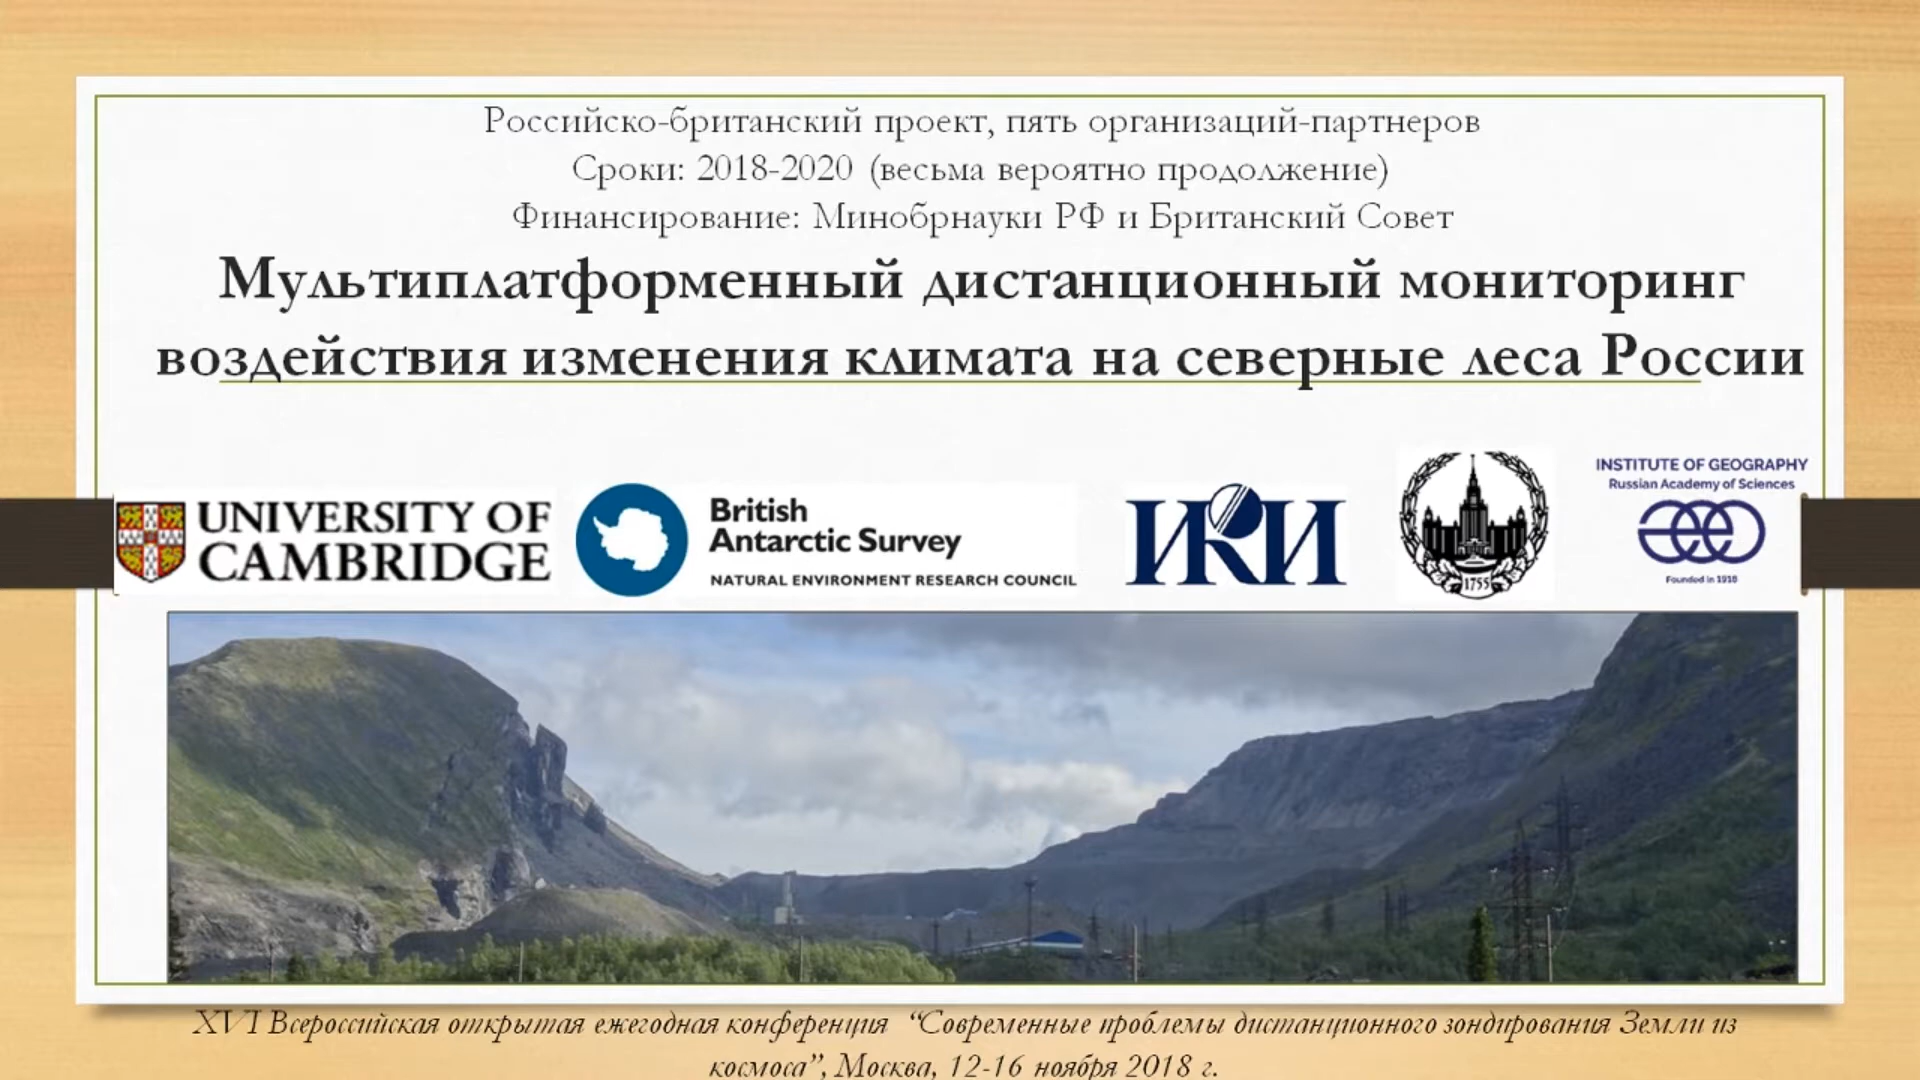 Российско-британский проект, пять организаций-партнеров
Сроки: 2018-2020 (весьма вероятно продолжение)
Финансирование: Минобрнауки РФ и Британский Совет
Мультиплатформенный дистанционный мониторинг
воздействия изменения климата на северные леса России
UNIVERSITY OF
CAMBRIDGE
British
Antarctic Survey
NATURAL ENVIRONMENT RESEARCH COUNCIL
ИКИ
1755
INSTITUTE OF GEOGRAPHY
Russian Academy of Sciences
Founded in 1918
XVI Всероссийская открытая ежегодная конференция “Современные проблемы дистанционного зондирования Земли из
космоса”, Москва, 12-16 ноября 2018 г.